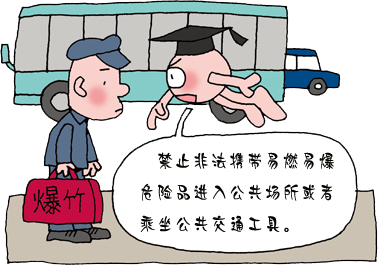 爆竹
禁止非法携带易燃易爆
危险品进入公共场所或者
乘坐公共交通工具。